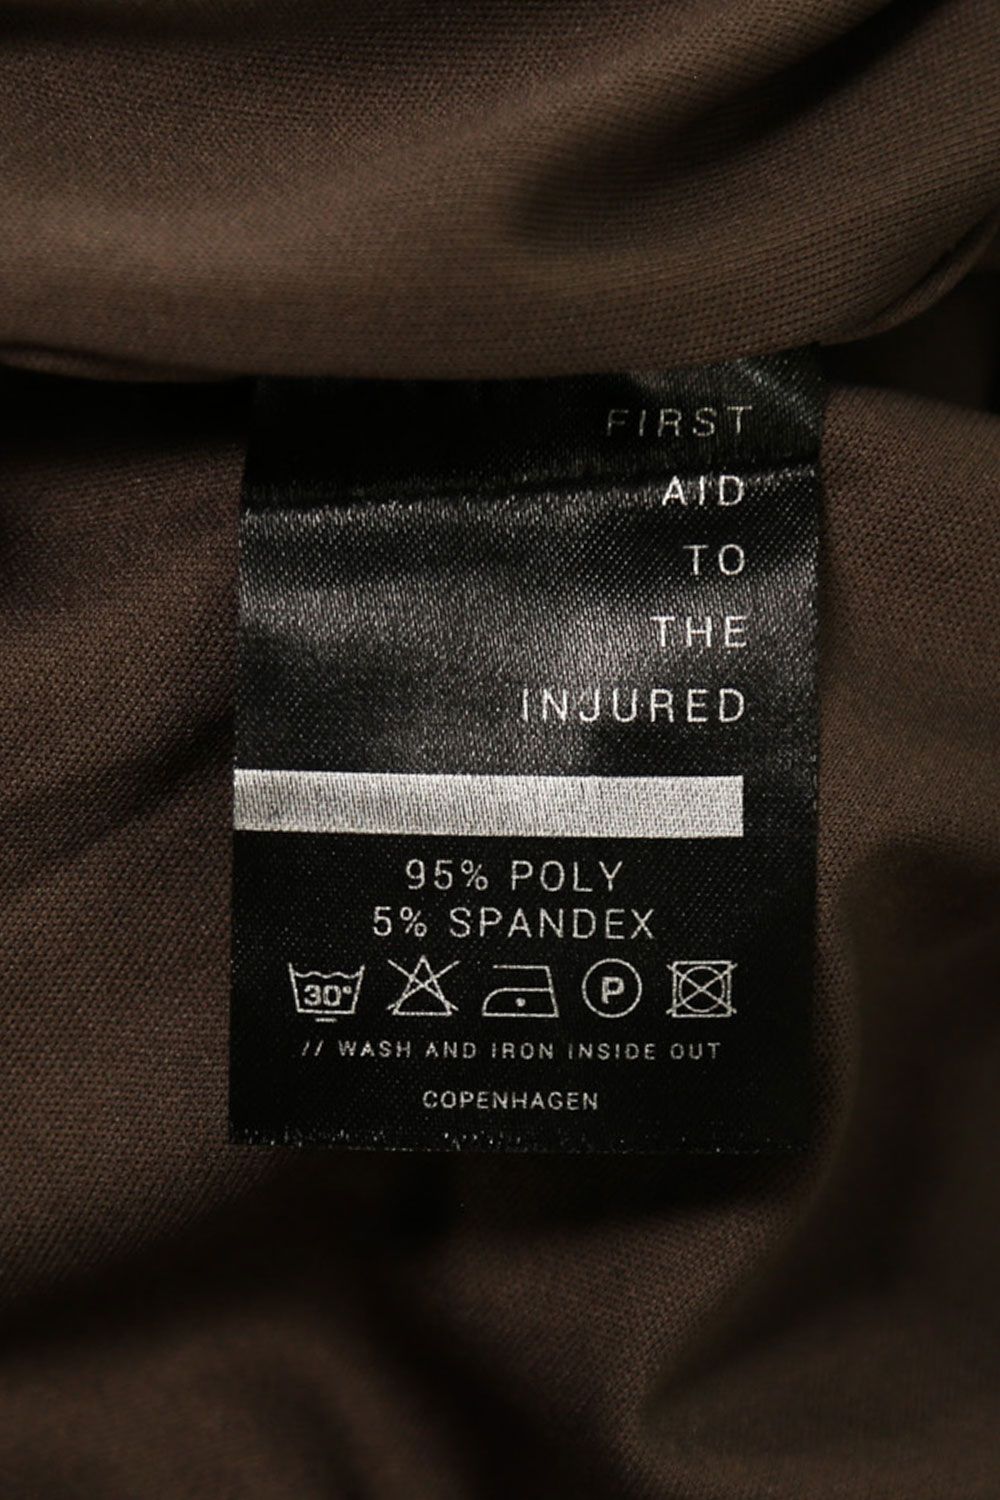 FIRST
AID
TO
THE
INJURED
95% POLY
5% SPANDEX
30° P
// WASH AND IRON INSIDE OUT
COPENHAGEN